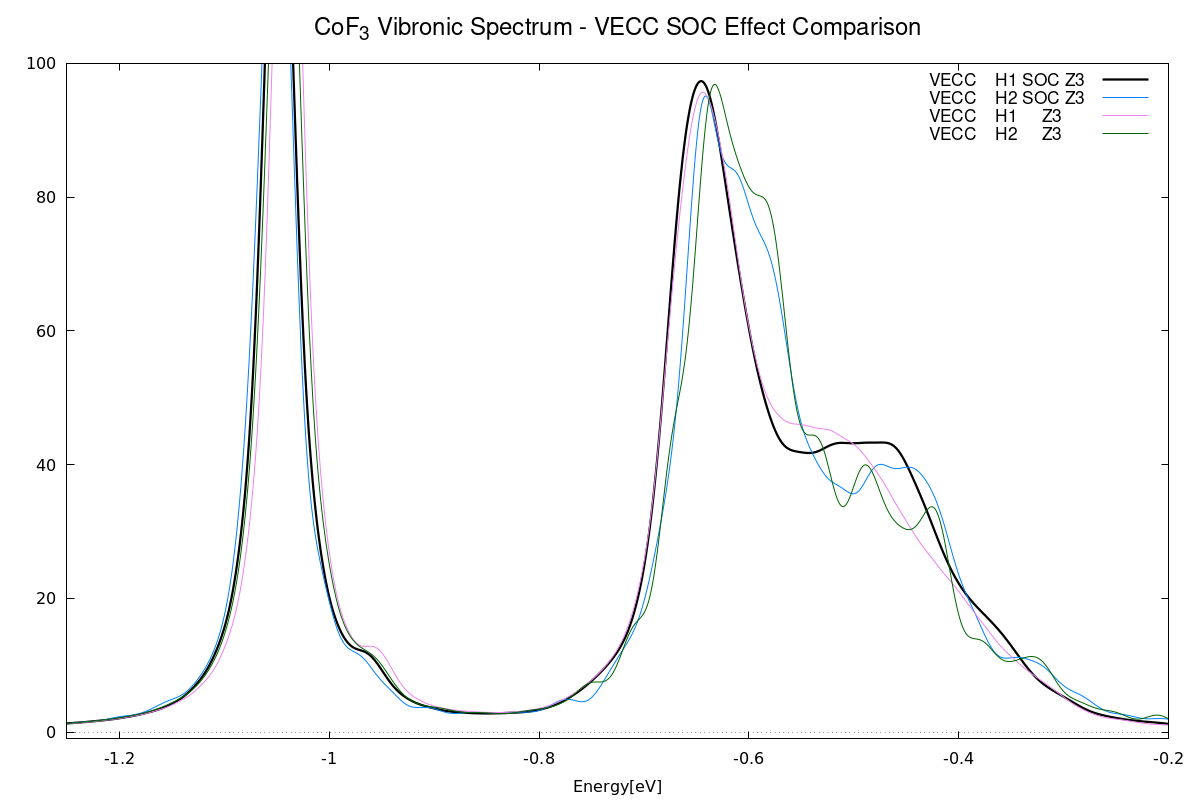 CoF3 Vibronic Spectrum - VECC SOC Effect Comparison
VECC H1 SOC Z3
VECC H2 SOC Z3
VECC H1 Z3
VECC H2 Z3
100
80
60
40
20
0
-1.2 -1 -0.8 -0.6 -0.4 -0.2
Energy[eV]